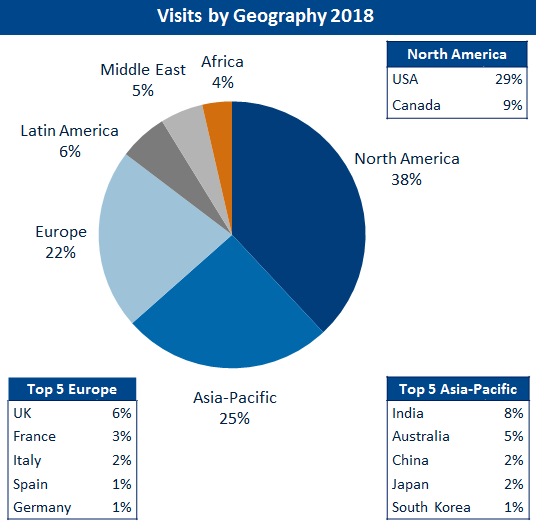 Visits by Geography 2018
North America
USA 29%
Canada 9%
Africa
4%
Middle East
5%
Latin America
6%
North America
38%
Europe
22%
Asia-Pacific
25%
Top 5 Europe
UK 6%
France 3%
Italy 2%
Spain 1%
Germany 1%
Top 5 Asia-Pacific
India 8%
Australia 5%
China 2%
Japan 2%
South Korea 1%